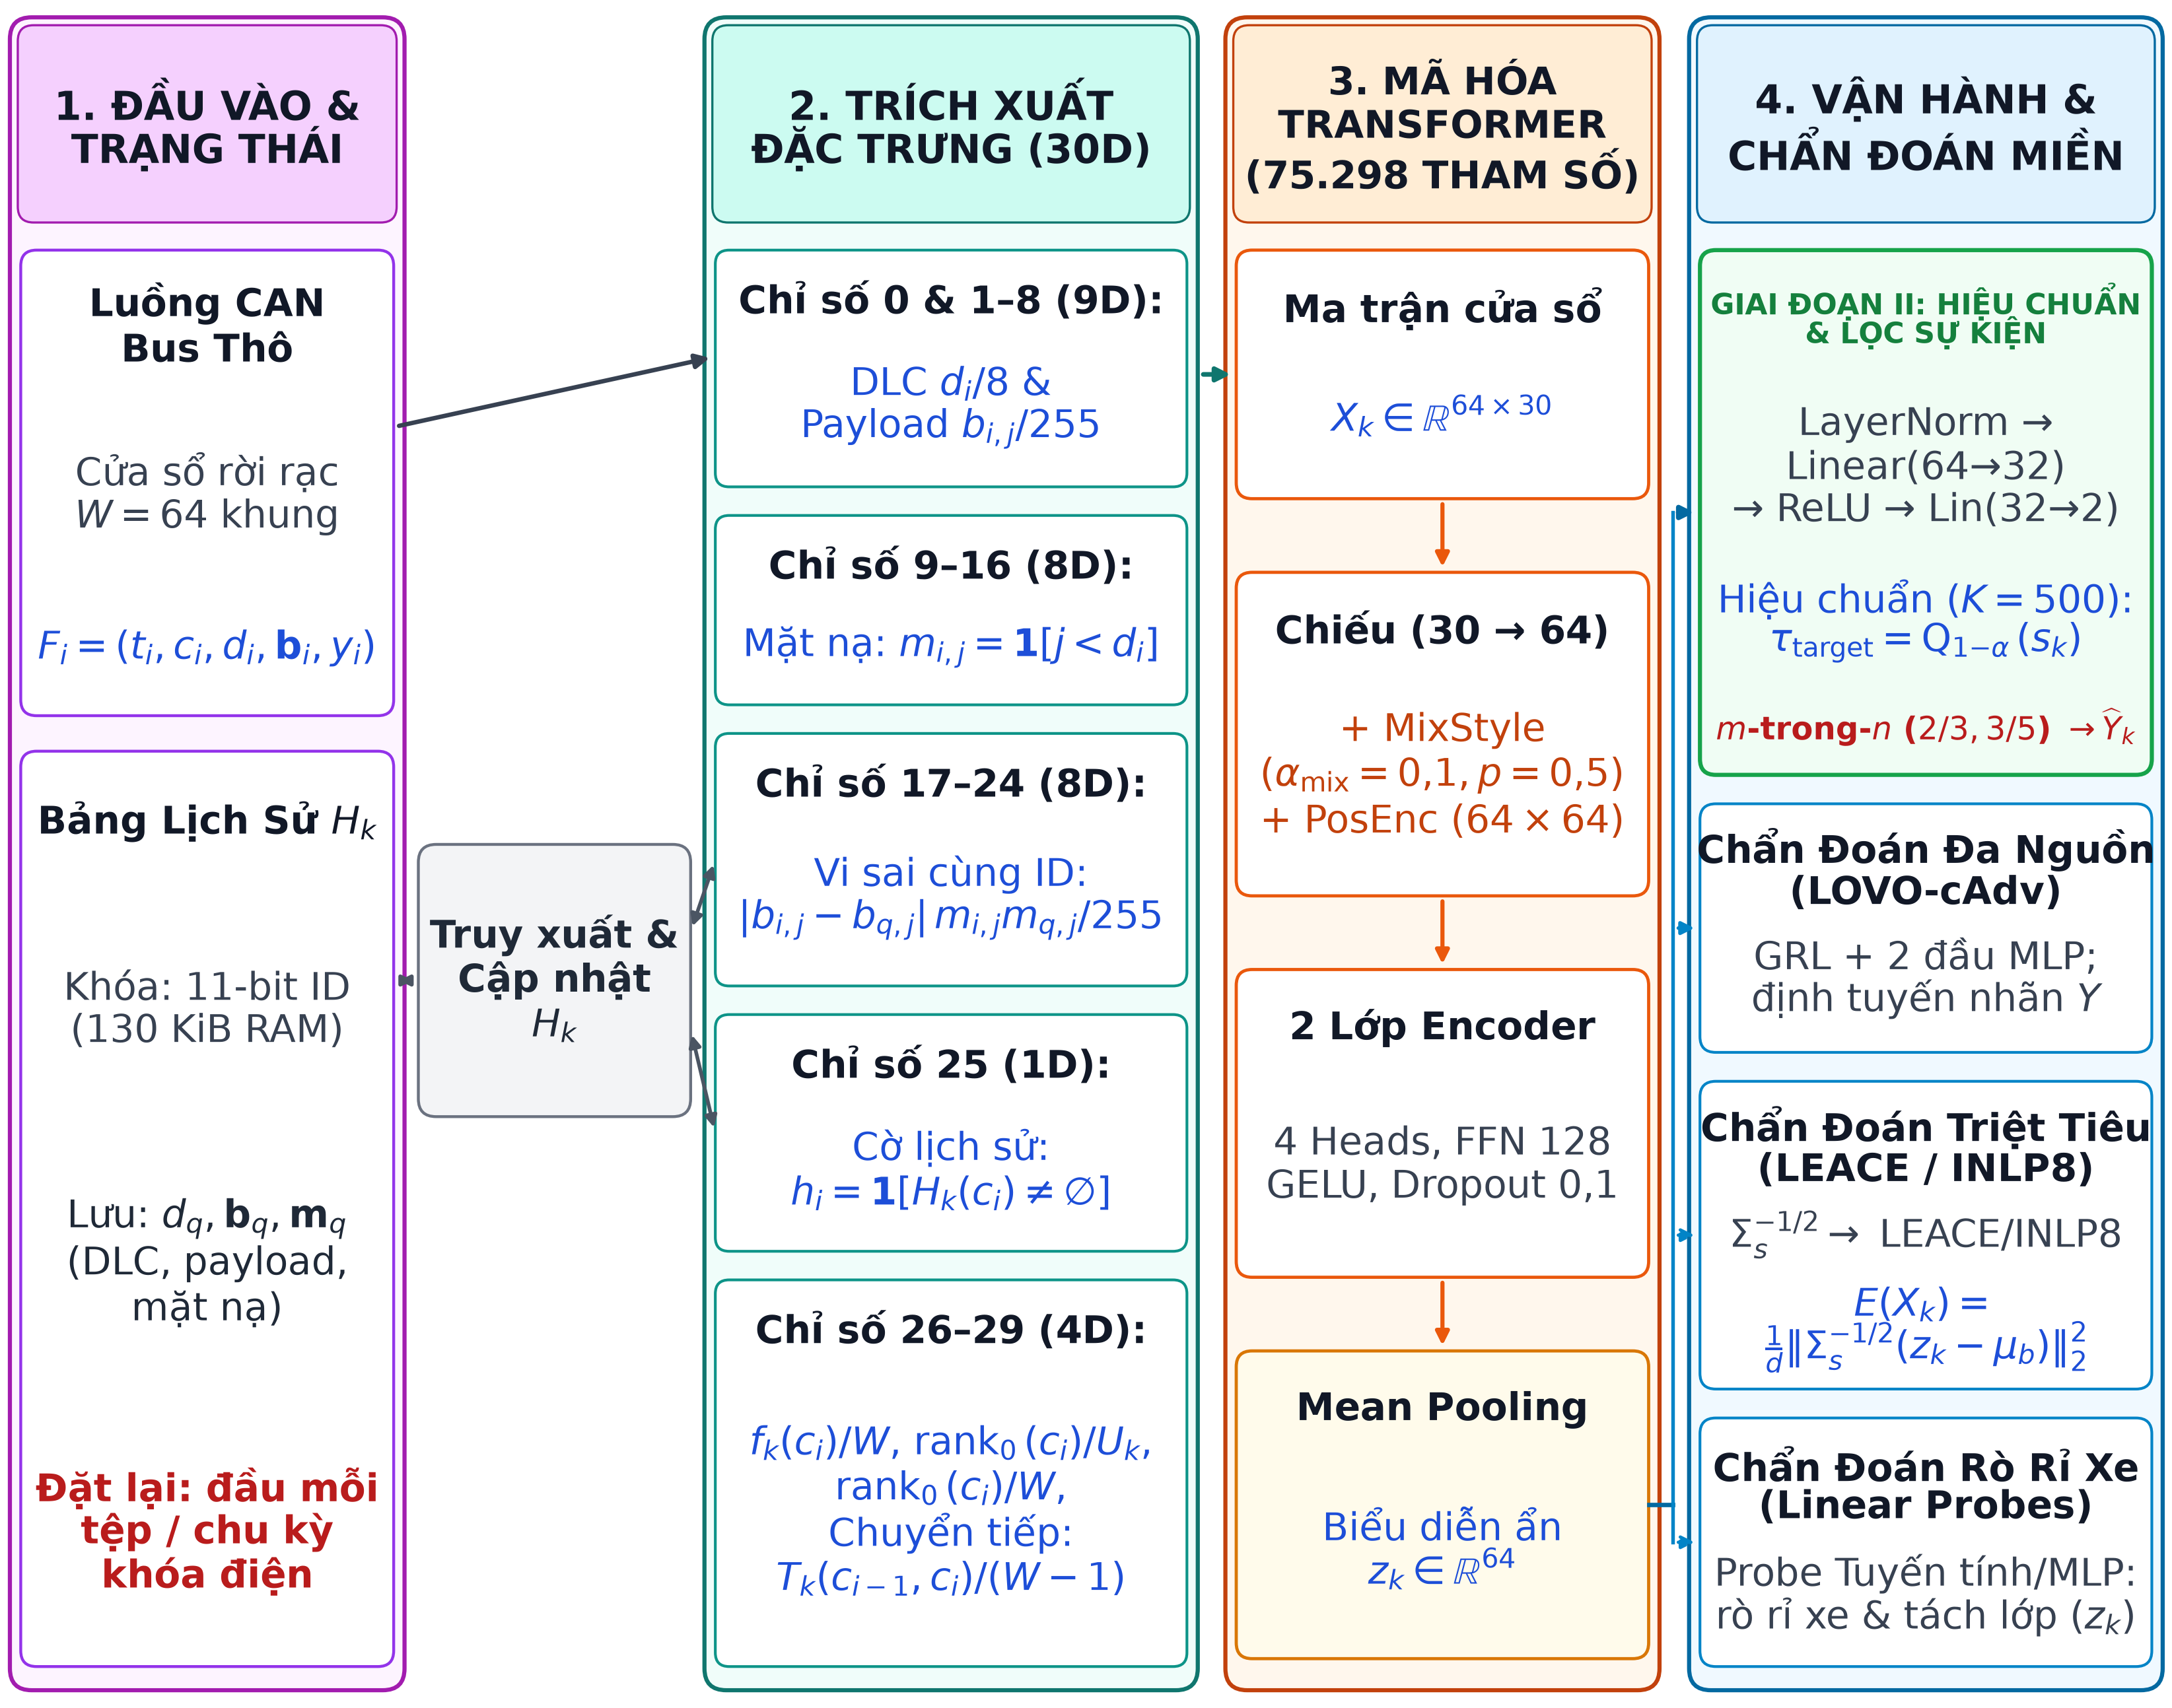 1. ĐẦU VÀO &
TRẠNG THÁI
Luồng CAN
Bus Thô
Cửa sổ rời rạc
W = 64 khung
F_i = (t_i, c_i, d_i, b_i, y_i)
Bảng Lịch Sử H_k
Khóa: 11-bit ID
(130 KiB RAM)
Lưu: d_q, b_q, m_q
(DLC, payload,
mặt nạ)
Đặt lại: đầu mỗi
tệp / chu kỳ
khóa điện
Truy xuất &
Cập nhật
H_k
2. TRÍCH XUẤT
ĐẶC TRƯNG (30D)
Chỉ số 0 & 1–8 (9D):
DLC d_i/8 &
Payload b_{i,j}/255
Chỉ số 9–16 (8D):
Mặt nạ: m_{i,j} = 1[j < d_i]
Chỉ số 17–24 (8D):
Vi sai cùng ID:
|b_{i,j} − b_{q,j}| m_{i,j}m_{q,j}/255
Chỉ số 25 (1D):
Cờ lịch sử:
h_i = 1[H_k(c_i) ≠ ∅]
Chỉ số 26–29 (4D):
f_k(c_i)/W, rank_0 (c_i)/U_k,
rank_0 (c_i)/W,
Chuyển tiếp:
T_k(c_{i−1}, c_i)/(W − 1)
3. MÃ HÓA
TRANSFORMER
(75.298 THAM SỐ)
Ma trận cửa sổ
X_k ∈ ℝ^{64×30}
Chiếu (30 → 64)
+ MixStyle
(α_mix = 0,1, p = 0,5)
+ PosEnc (64 × 64)
2 Lớp Encoder
4 Heads, FFN 128
GELU, Dropout 0,1
Mean Pooling
Biểu diễn ẩn
z_k ∈ ℝ^{64}
4. VẬN HÀNH &
CHẨN ĐOÁN MIỀN
GIAI ĐOẠN II: HIỆU CHUẨN
& LỌC SỰ KIỆN
LayerNorm →
Linear(64→32)
→ ReLU → Lin(32→2)
Hiệu chuẩn (K = 500):
τ_target = Q_{1−α} (s_k)
m-trong-n (2/3, 3/5) → Ŷ_k
Chẩn Đoán Đa Nguồn
(LOVO-cAdv)
GRL + 2 đầu MLP;
định tuyến nhãn Y
Chẩn Đoán Triệt Tiêu
(LEACE / INLP8)
Σ_s^{−1/2} → LEACE/INLP8
E(X_k) =
1/d ‖Σ_s^{−1/2}(z_k − μ_b)‖_2^2
Chẩn Đoán Rò Rỉ Xe
(Linear Probes)
Probe Tuyến tính/MLP:
rò rỉ xe & tách lớp (z_k)